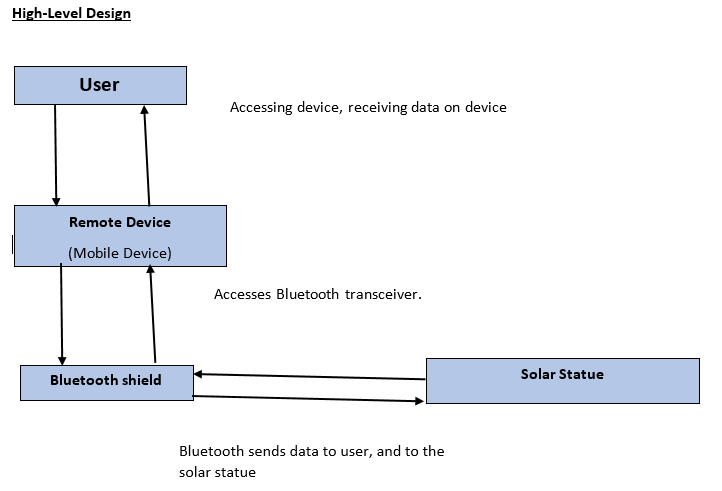 High-Level Design
User
Accessing device, receiving data on device
Remote Device
(Mobile Device)
Accesses Bluetooth transceiver.
Bluetooth shield
Solar Statue
Bluetooth sends data to user, and to the
solar statue